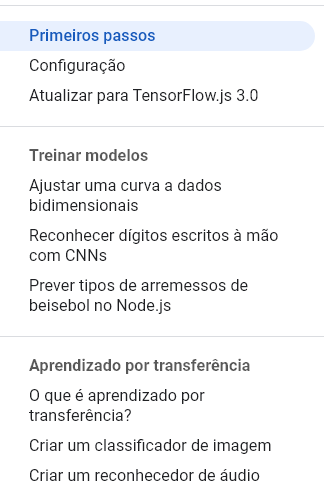 Primeiros passos
Configuração
Atualizar para TensorFlow.js 3.0
Treinar modelos
Ajustar uma curva a dados
bidimensionais
Reconhecer dígitos escritos à mão
com CNNs
Prever tipos de arremessos de
beisebol no Node.js
Aprendizado por transferência
O que é aprendizado por
transferência?
Criar um classificador de imagem
Criar um reconhecedor de áudio